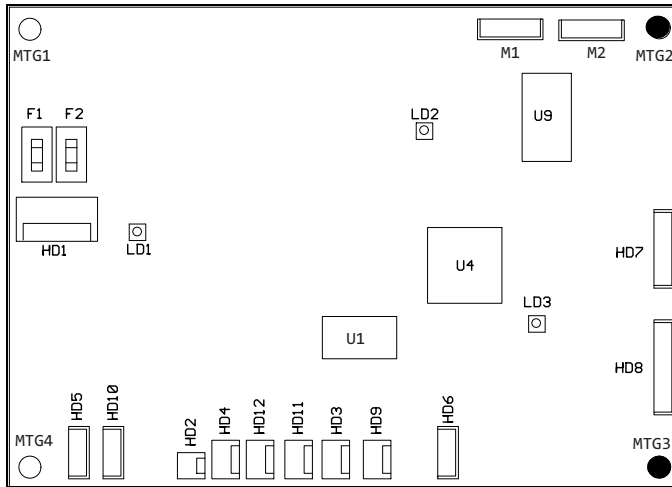 M1 M2
MTG1 MTG2
F1 F2
LD2
U9
HD1 LD1
HD7
U4
LD3
U1
HD8
HD5 HD10 HD2 HD4 HD12 HD11 HD3 HD9 HD6
MTG4 MTG3